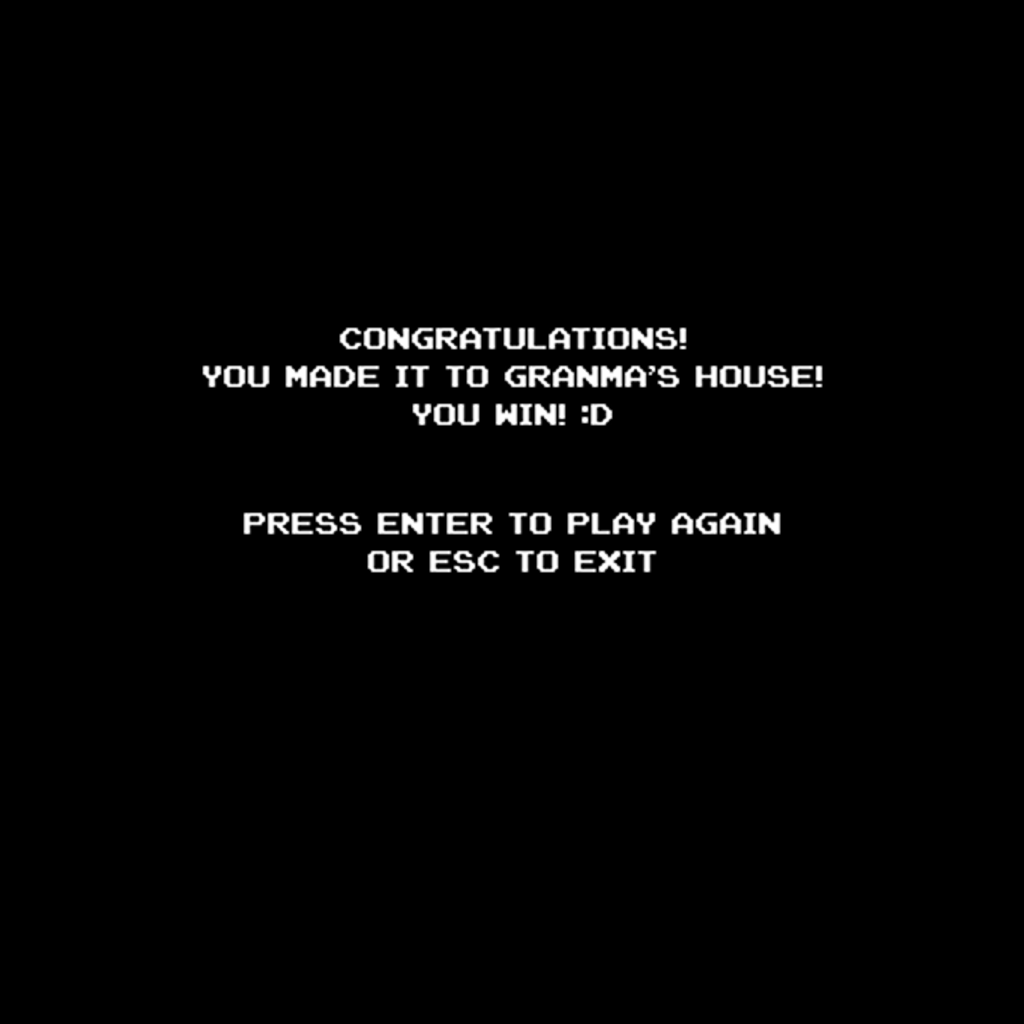 CONGRATULATIONS!
YOU MADE IT TO GRANMA'S HOUSE!
YOU WIN! :D
PRESS ENTER TO PLAY AGAIN
OR ESC TO EXIT